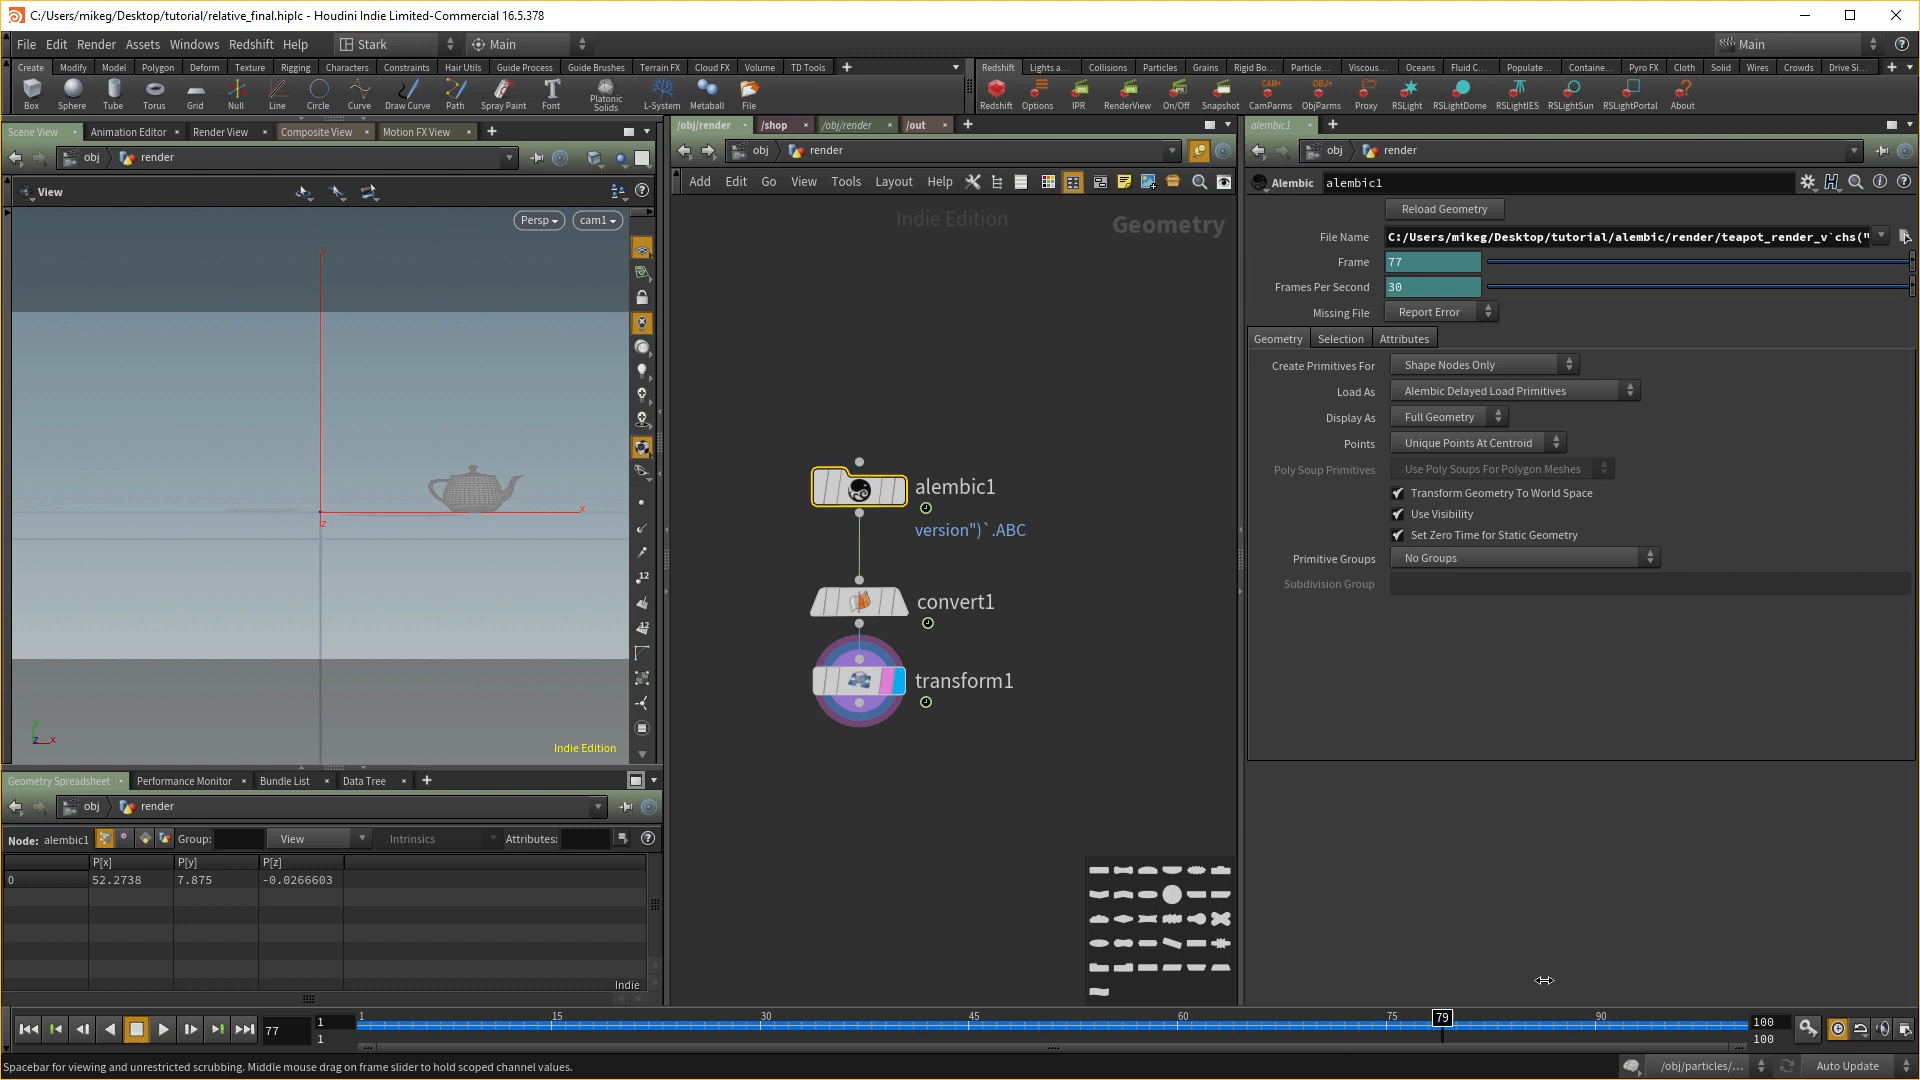 C:/Users/mikeg/Desktop/tutorial/relative_final.hiplc - Houdini Indie Limited-Commercial 16.5.378
File Edit Render Assets Windows Redshift Help Stark Main Main
Create Modify Model Polygon Deform Texture Rigging Characters Constraints Hair Utils Guide Process Guide Brushes Terrain FX Cloud FX Volume TD Tools
Redshift Lights a... Collisions Particles Grains Rigid Bo... Particle... Viscous... Oceans Fluid C... Populate... Containe... Pyro FX Cloth Solid Wires Crowds Drive Si...
Box Sphere Tube Torus Grid Null Line Circle Curve Draw Curve Path Spray Paint Font Platonic Solids L-System Metaball File
Redshift Options IPR RenderView On/Off Snapshot CamParms ObjParms Proxy RSLight RSLightDome RSLightIES RSLightSun RSLightPortal About
Scene View Animation Editor Render View Composite View Motion FX View
obj render
View
Persp cam1
y
x
z
z x
Indie Edition
Geometry Spreadsheet Performance Monitor Bundle List Data Tree
obj render
Node: alembic1 Group: View Intrinsics Attributes:
P[x] P[y] P[z]
0 52.2738 7.875 -0.0266603
Indie
/obj/render /shop /obj/render /out
obj render
Add Edit Go View Tools Layout Help
Indie Edition Geometry
alembic1
version")`.ABC
convert1
transform1
alembic1
obj render
Alembic alembic1
Reload Geometry
File Name C:/Users/mikeg/Desktop/tutorial/alembic/render/teapot_render_v`chs("
Frame 77
Frames Per Second 30
Missing File Report Error
Geometry Selection Attributes
Create Primitives For Shape Nodes Only
Load As Alembic Delayed Load Primitives
Display As Full Geometry
Points Unique Points At Centroid
Poly Soup Primitives Use Poly Soups For Polygon Meshes
Transform Geometry To World Space
Use Visibility
Set Zero Time for Static Geometry
Primitive Groups No Groups
Subdivision Group
77 1 1 1 15 30 45 60 75 79 90 100 100
Spacebar for viewing and unrestricted scrubbing. Middle mouse drag on frame slider to hold scoped channel values.
/obj/particles/... Auto Update